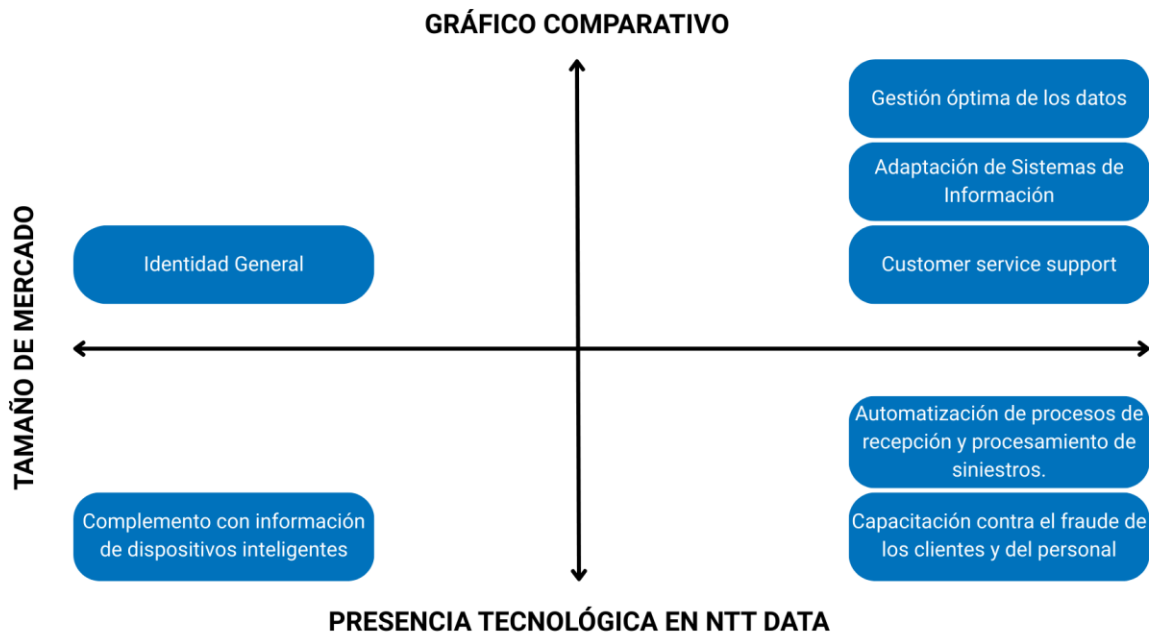 GRÁFICO COMPARATIVO
Gestión óptima de los datos
Adaptación de Sistemas de
Información
Identidad General
Customer service support
TAMAÑO DE MERCADO
Automatización de procesos de
recepción y procesamiento de
siniestros.
Complemento con información
de dispositivos inteligentes
Capacitación contra el fraude de
los clientes y del personal
PRESENCIA TECNOLÓGICA EN NTT DATA